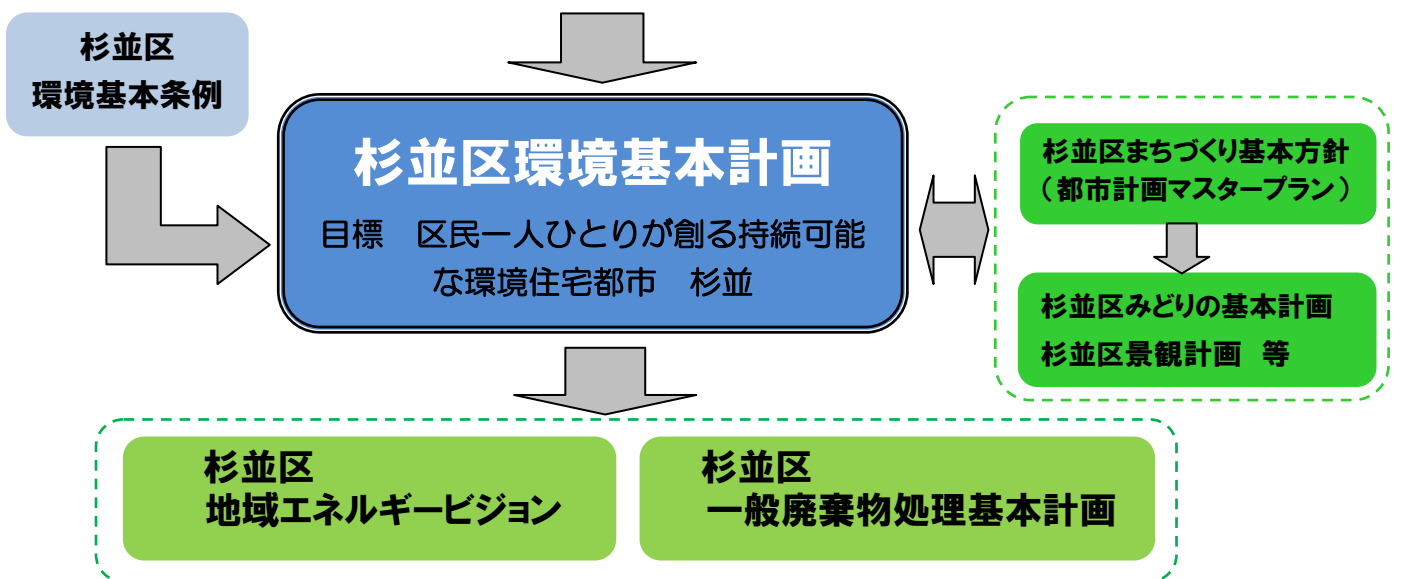 杉並区
環境基本条例
杉並区環境基本計画
目標　区民一人ひとりが創る持続可能
な環境住宅都市　杉並
杉並区まちづくり基本方針
（都市計画マスタープラン）
杉並区みどりの基本計画
杉並区景観計画　等
杉並区
地域エネルギービジョン
杉並区
一般廃棄物処理基本計画